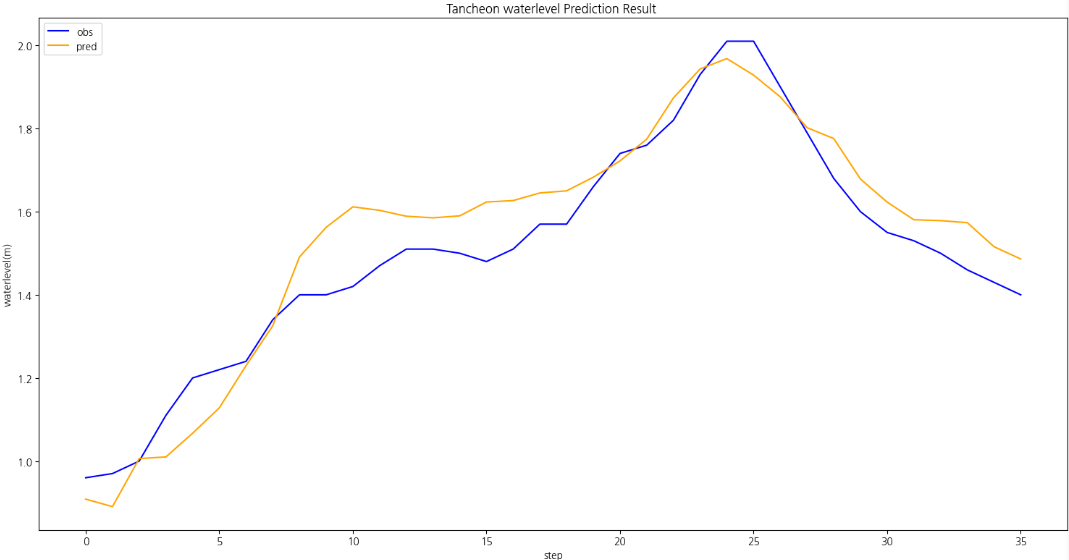 Tancheon waterlevel Prediction Result
obs
pred
waterlevel(m)
2.0
1.8
1.6
1.4
1.2
1.0
0 5 10 15 20 25 30 35
step